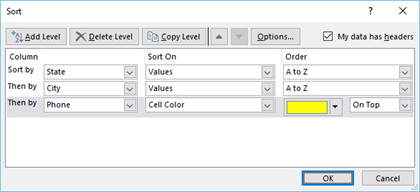 Sort
Add Level Delete Level Copy Level Options... My data has headers
Column Sort On Order
Sort by State Values A to Z
Then by City Values A to Z
Then by Phone Cell Color On Top
OK Cancel